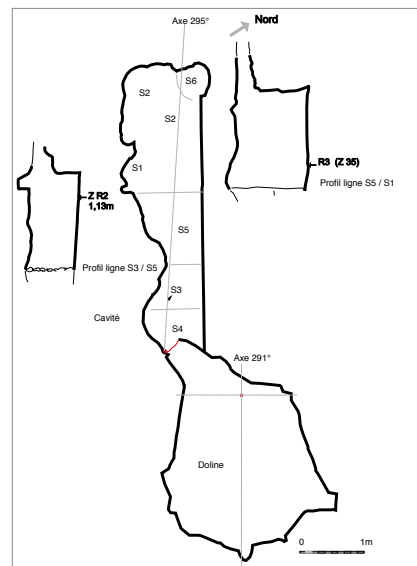 Nord
Axe 295°
S6
S2
S2
S1
R3 (Z 35)
Profil ligne S5 / S1
Z R2
1,13m
S5
Profil ligne S3 / S5
S3
Cavité
S4
Axe 291°
Doline
0 1m